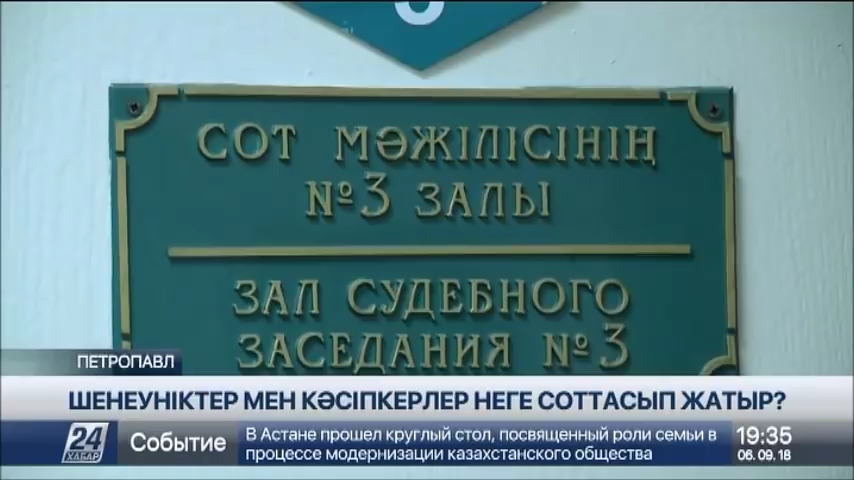 СОТ МӘЖІЛІСІНІҢ
№3 ЗАЛЫ
ЗАЛ СУДЕБНОГО
ЗАСЕДАНИЯ №3
ПЕТРОПАВЛ
ШЕНЕУНІКТЕР МЕН КӘСІПКЕРЛЕР НЕГЕ СОТТАСЫП ЖАТЫР?
24
ХАБАР
Событие
В Астане прошел круглый стол, посвященный роли семьи в
процессе модернизации казахстанского общества
19:35
06.09.18